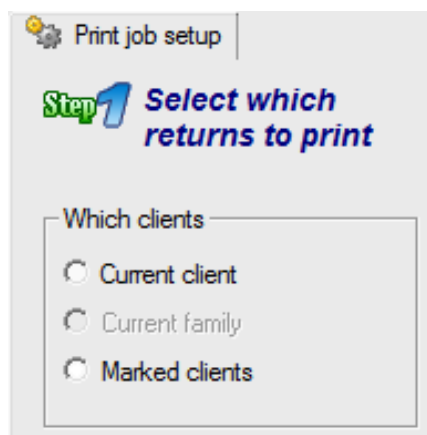 Print job setup
Step 1 Select which
returns to print
Which clients
Current client
Current family
Marked clients